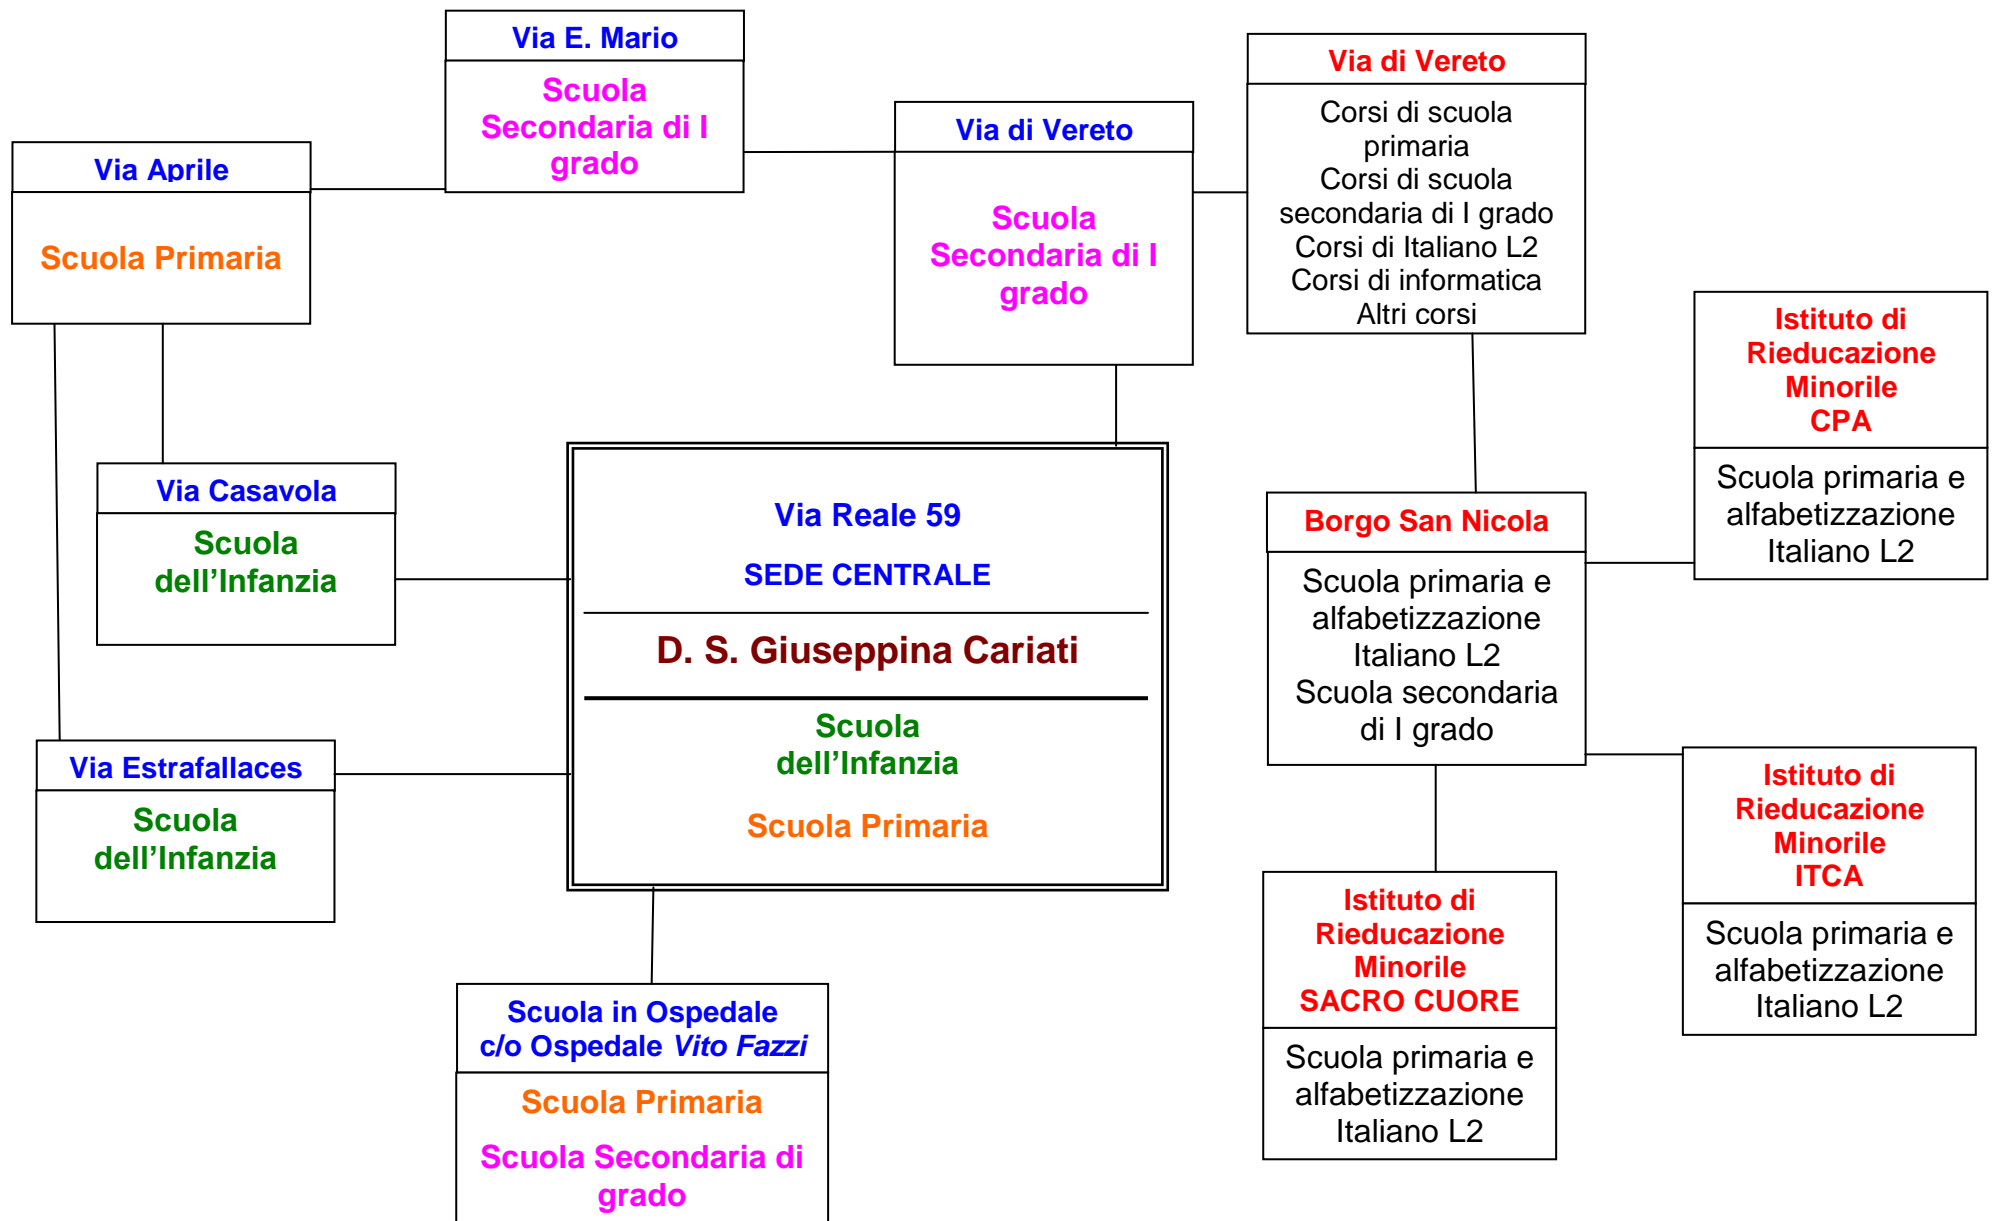 Via E. Mario
Scuola
Secondaria di I
grado
Via di Vereto
Corsi di scuola
primaria
Corsi di scuola
secondaria di I grado
Corsi di Italiano L2
Corsi di informatica
Altri corsi
Via di Vereto
Scuola
Secondaria di I
grado
Via Aprile
Scuola Primaria
Istituto di
Rieducazione
Minorile
CPA
Scuola primaria e
alfabetizzazione
Italiano L2
Via Casavola
Scuola
dell’Infanzia
Via Reale 59
SEDE CENTRALE
D. S. Giuseppina Cariati
Scuola
dell’Infanzia
Scuola Primaria
Borgo San Nicola
Scuola primaria e
alfabetizzazione
Italiano L2
Scuola secondaria
di I grado
Via Estrafallaces
Scuola
dell’Infanzia
Istituto di
Rieducazione
Minorile
ITCA
Scuola primaria e
alfabetizzazione
Italiano L2
Istituto di
Rieducazione
Minorile
SACRO CUORE
Scuola primaria e
alfabetizzazione
Italiano L2
Scuola in Ospedale
c/o Ospedale Vito Fazzi
Scuola Primaria
Scuola Secondaria di
grado